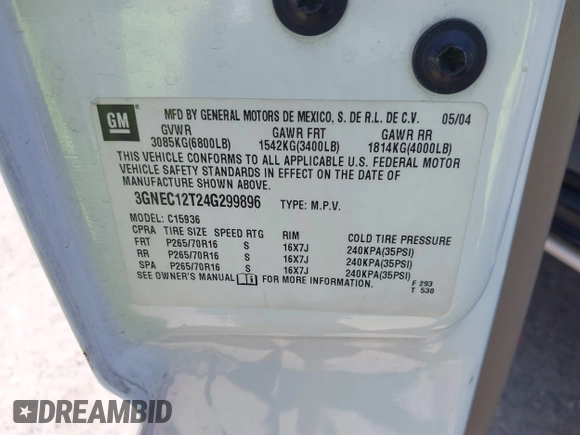 GM
MFD BY GENERAL MOTORS DE MEXICO, S. DE R.L. DE C.V. 05/04
GVWR GAWR FRT GAWR RR
3085KG(6800LB) 1542KG(3400LB) 1814KG(4000LB)
THIS VEHICLE CONFORMS TO ALL APPLICABLE U.S. FEDERAL MOTOR
VEHICLE SAFETY STANDARDS IN EFFECT ON THE DATE OF
MANUFACTURE SHOWN ABOVE.
3GNEC12T24G299896 TYPE: M.P.V.
MODEL: C15936
CPRA TIRE SIZE SPEED RTG RIM COLD TIRE PRESSURE
FRT P265/70R16 S 16X7J 240KPA(35PSI)
RR P265/70R16 S 16X7J 240KPA(35PSI)
SPA P265/70R16 S 16X7J 240KPA(35PSI)
SEE OWNER'S MANUAL FOR MORE INFORMATION.
F 293
T 530
DREAMBID